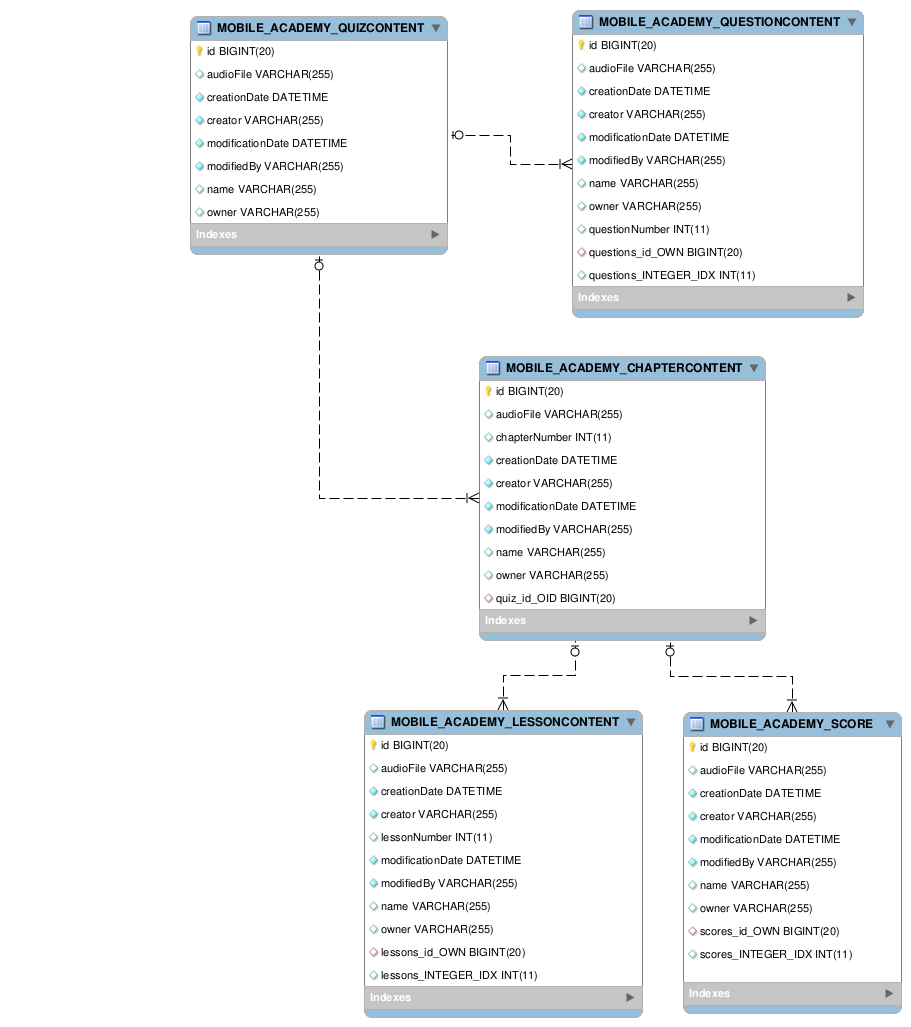 MOBILE_ACADEMY_QUIZCONTENT
id BIGINT(20)
audioFile VARCHAR(255)
creationDate DATETIME
creator VARCHAR(255)
modificationDate DATETIME
modifiedBy VARCHAR(255)
name VARCHAR(255)
owner VARCHAR(255)
Indexes
MOBILE_ACADEMY_QUESTIONCONTENT
id BIGINT(20)
audioFile VARCHAR(255)
creationDate DATETIME
creator VARCHAR(255)
modificationDate DATETIME
modifiedBy VARCHAR(255)
name VARCHAR(255)
owner VARCHAR(255)
questionNumber INT(11)
questions_id_OWN BIGINT(20)
questions_INTEGER_IDX INT(11)
Indexes
MOBILE_ACADEMY_CHAPTERCONTENT
id BIGINT(20)
audioFile VARCHAR(255)
chapterNumber INT(11)
creationDate DATETIME
creator VARCHAR(255)
modificationDate DATETIME
modifiedBy VARCHAR(255)
name VARCHAR(255)
owner VARCHAR(255)
quiz_id_OID BIGINT(20)
Indexes
MOBILE_ACADEMY_LESSONCONTENT
id BIGINT(20)
audioFile VARCHAR(255)
creationDate DATETIME
creator VARCHAR(255)
lessonNumber INT(11)
modificationDate DATETIME
modifiedBy VARCHAR(255)
name VARCHAR(255)
owner VARCHAR(255)
lessons_id_OWN BIGINT(20)
lessons_INTEGER_IDX INT(11)
Indexes
MOBILE_ACADEMY_SCORE
id BIGINT(20)
audioFile VARCHAR(255)
creationDate DATETIME
creator VARCHAR(255)
modificationDate DATETIME
modifiedBy VARCHAR(255)
name VARCHAR(255)
owner VARCHAR(255)
scores_id_OWN BIGINT(20)
scores_INTEGER_IDX INT(11)
Indexes